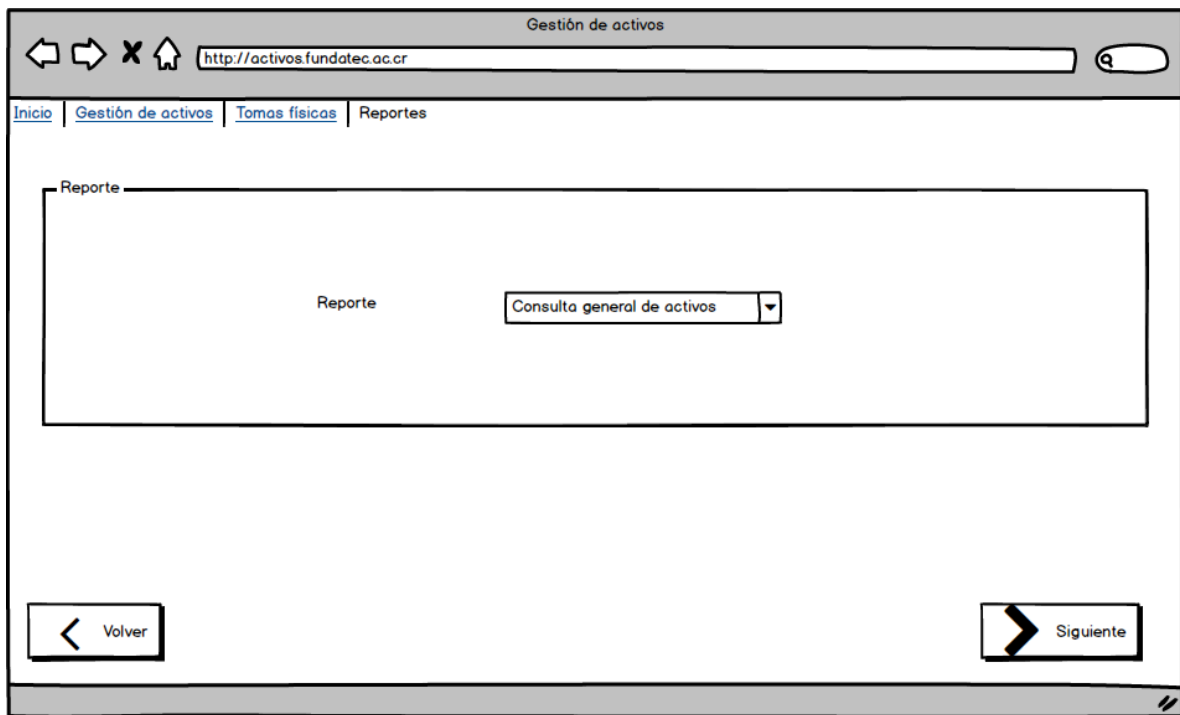 Gestión de activos
http://activos.fundatec.ac.cr
Inicio Gestión de activos Tomas físicas Reportes
Reporte
Reporte Consulta general de activos
Volver Siguiente